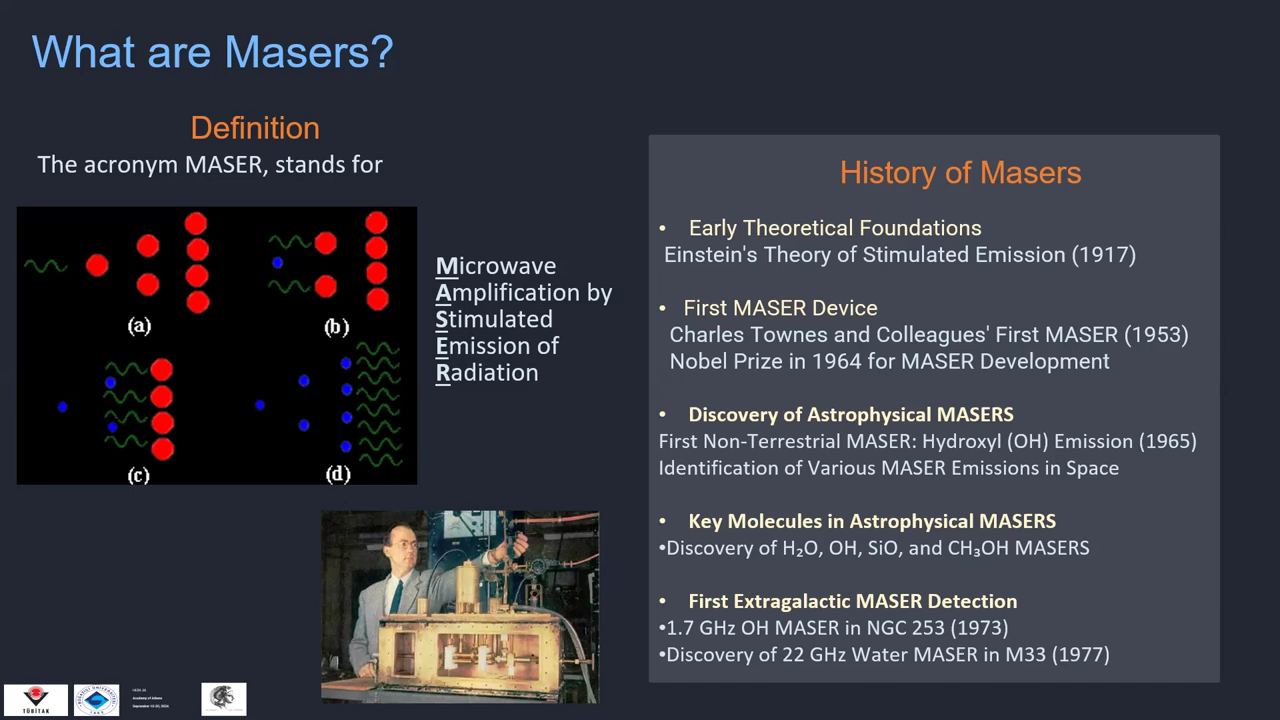 What are Masers?
Definition
The acronym MASER, stands for
(a)
(b)
(c)
(d)
Microwave
Amplification by
Stimulated
Emission of
Radiation
History of Masers
• Early Theoretical Foundations
Einstein's Theory of Stimulated Emission (1917)
• First MASER Device
Charles Townes and Colleagues' First MASER (1953)
Nobel Prize in 1964 for MASER Development
• Discovery of Astrophysical MASERS
First Non-Terrestrial MASER: Hydroxyl (OH) Emission (1965)
Identification of Various MASER Emissions in Space
• Key Molecules in Astrophysical MASERS
•Discovery of H₂O, OH, SiO, and CH₃OH MASERS
• First Extragalactic MASER Detection
•1.7 GHz OH MASER in NGC 253 (1973)
•Discovery of 22 GHz Water MASER in M33 (1977)
TÜBİTAK
Academy of Athens